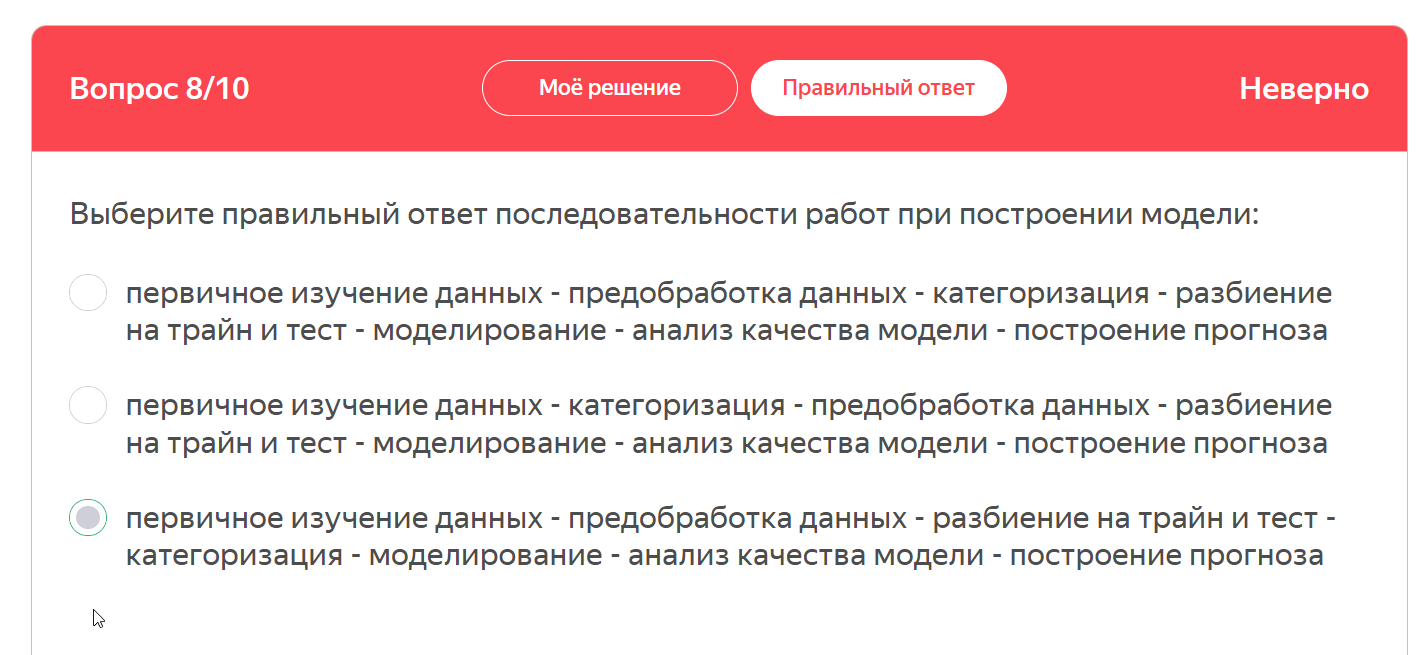 Вопрос 8/10
Моё решение
Правильный ответ
Неверно
Выберите правильный ответ последовательности работ при построении модели:
первичное изучение данных - предобработка данных - категоризация - разбиение
на трайн и тест - моделирование - анализ качества модели - построение прогноза
первичное изучение данных - категоризация - предобработка данных - разбиение
на трайн и тест - моделирование - анализ качества модели - построение прогноза
первичное изучение данных - предобработка данных - разбиение на трайн и тест -
категоризация - моделирование - анализ качества модели - построение прогноза